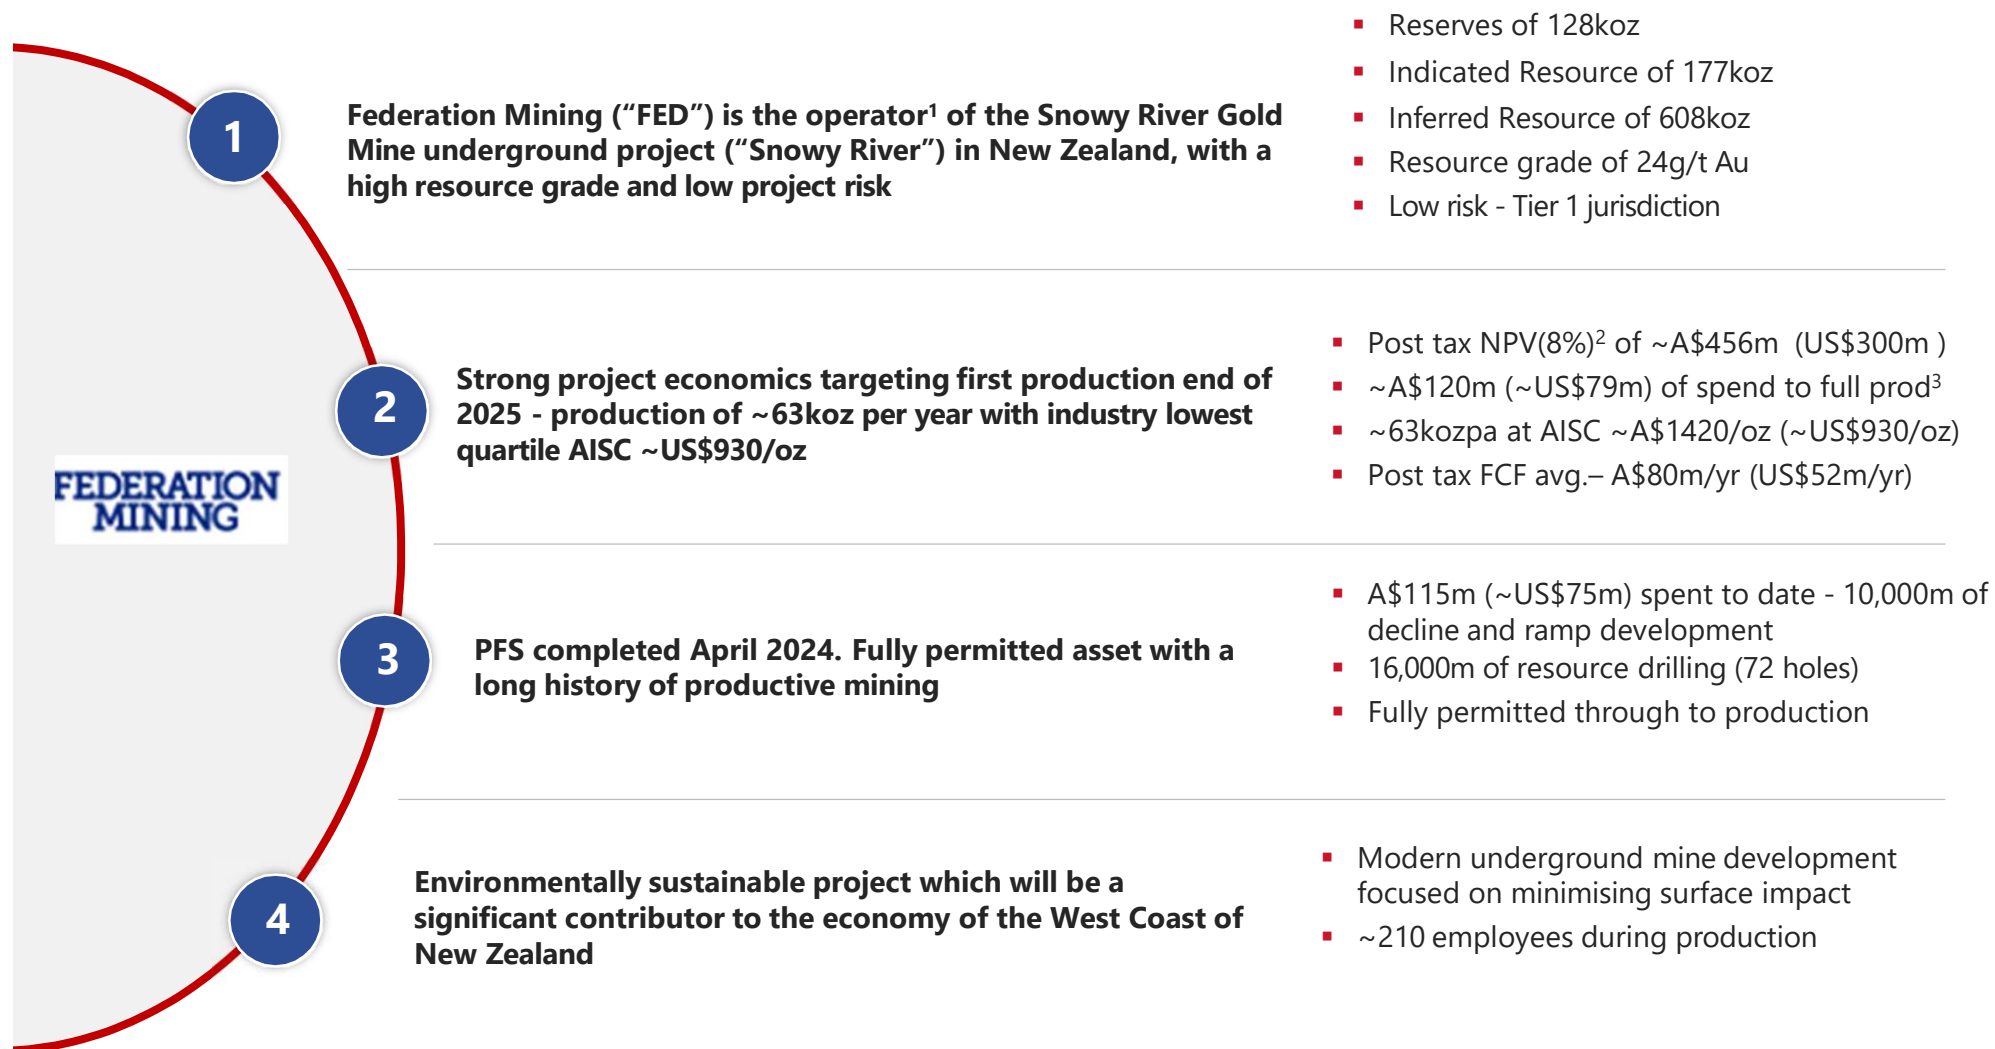 Reserves of 128koz
Indicated Resource of 177koz
Inferred Resource of 608koz
Resource grade of 24g/t Au
Low risk - Tier 1 jurisdiction
1
Federation Mining (“FED”) is the operator¹ of the Snowy River Gold
Mine underground project (“Snowy River”) in New Zealand, with a
high resource grade and low project risk
2
Strong project economics targeting first production end of
2025 - production of ~63koz per year with industry lowest
quartile AISC ~US$930/oz
Post tax NPV(8%)² of ~A$456m (US$300m )
~A$120m (~US$79m) of spend to full prod³
~63kozpa at AISC ~A$1420/oz (~US$930/oz)
Post tax FCF avg.– A$80m/yr (US$52m/yr)
FEDERATION
MINING
3
PFS completed April 2024. Fully permitted asset with a
long history of productive mining
A$115m (~US$75m) spent to date - 10,000m of
decline and ramp development
16,000m of resource drilling (72 holes)
Fully permitted through to production
4
Environmentally sustainable project which will be a
significant contributor to the economy of the West Coast of
New Zealand
Modern underground mine development
focused on minimising surface impact
~210 employees during production